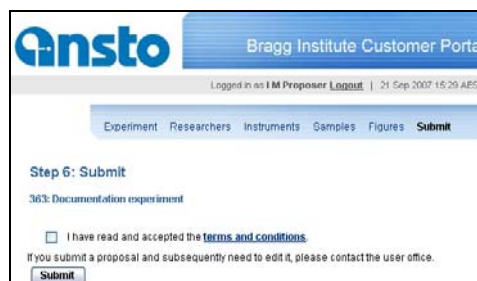 ansto
Bragg Institute Customer Porta
Logged in as I M Proposer Logout | 21 Sep 2007 15:29 AES
Experiment Researchers Instruments Samples Figures Submit
Step 6: Submit
363: Documentation experiment
I have read and accepted the terms and conditions.
If you submit a proposal and subsequently need to edit it, please contact the user office.
Submit